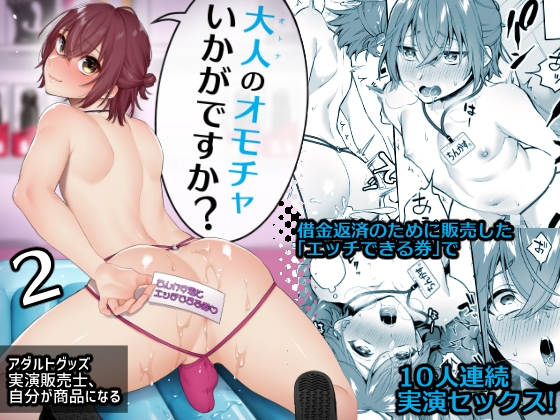 大人のオモチャ
オトナ
いかがですか?
借金返済のために販売した
「エッチできる券」で
2
アダルトグッズ
実演販売士、
自分が商品になる
10人連続
実演セックス!